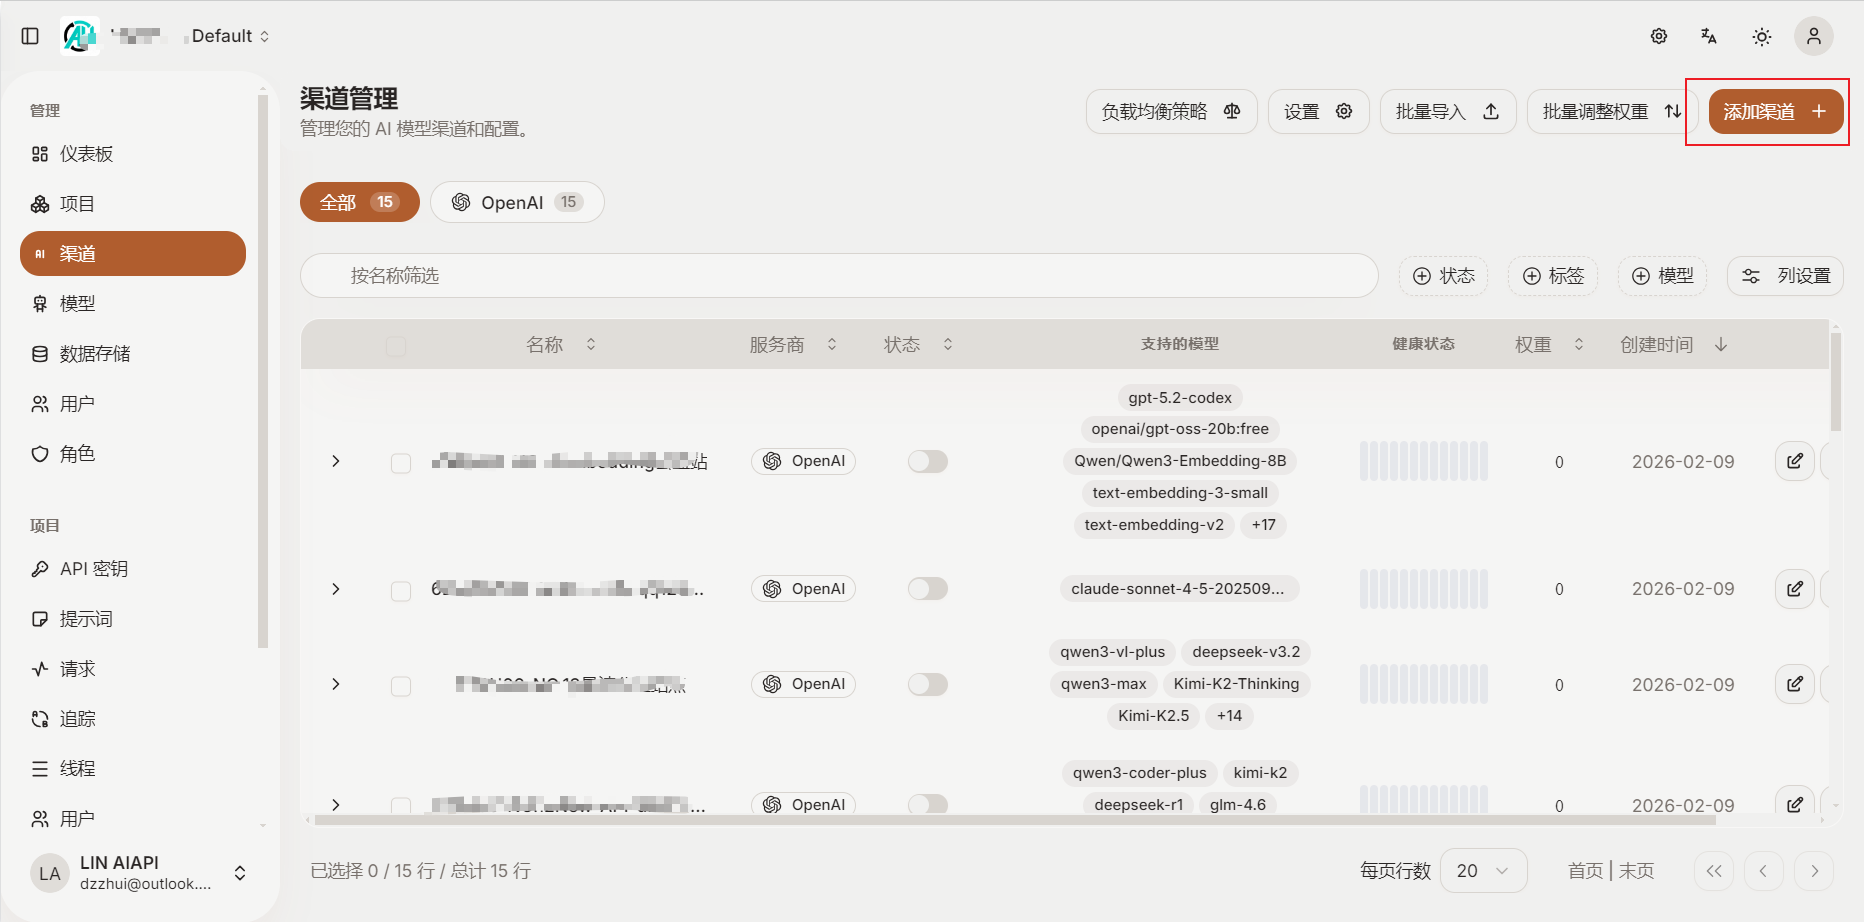 Default
管理
仪表板
项目
渠道
模型
数据存储
用户
角色
项目
API 密钥
提示词
请求
追踪
线程
用户
LA
LIN AIAPI
dzzhui@outlook....
渠道管理
管理您的 AI 模型渠道和配置。
负载均衡策略
设置
批量导入
批量调整权重
添加渠道
全部 15
OpenAI 15
按名称筛选
状态
标签
模型
列设置
名称 服务商 状态 支持的模型 健康状态 权重 创建时间
站 OpenAI 0 2026-02-09
gpt-5.2-codex
openai/gpt-oss-20b:free
Qwen/Qwen3-Embedding-8B
text-embedding-3-small
text-embedding-v2 +17
OpenAI claude-sonnet-4-5-202509... 0 2026-02-09
OpenAI 0 2026-02-09
qwen3-vl-plus deepseek-v3.2
qwen3-max Kimi-K2-Thinking
Kimi-K2.5 +14
OpenAI 0 2026-02-09
qwen3-coder-plus kimi-k2
deepseek-r1 glm-4.6
已选择 0 / 15 行 / 总计 15 行
每页行数 20
首页 | 末页